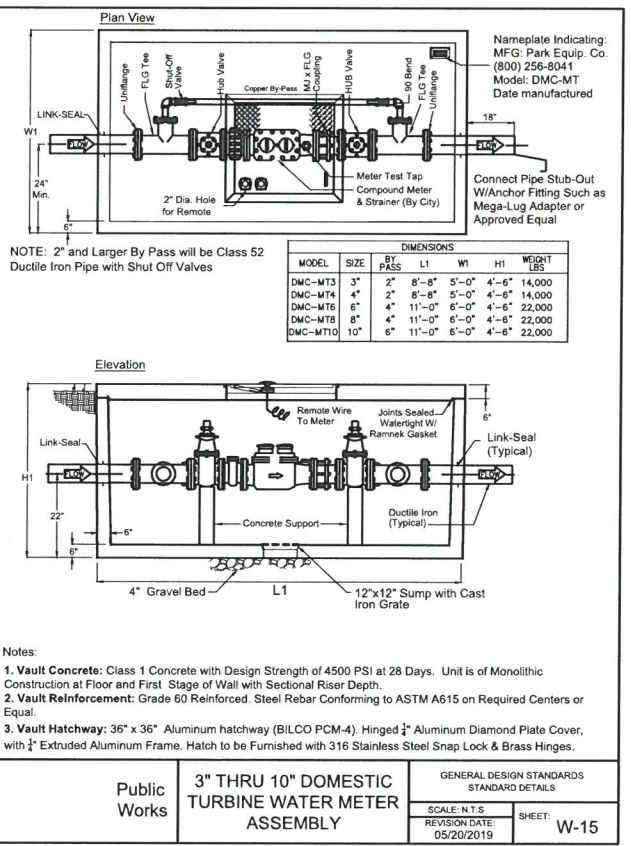 Plan View
Nameplate Indicating:
MFG: Park Equip. Co.
(800) 256-8041
Model: DMC-MT
Date manufactured
Uniflange
FLG Tee
Shut-Off
Valve
Hub Valve
Copper By-Pass
MJ x FLG
Coupling
HUB Valve
90 Bend
FLG Tee
Uniflange
LINK-SEAL
W1
18"
FLOW
FLOW
24"
Min.
6"
2" Dia. Hole
for Remote
Meter Test Tap
Compound Meter
& Strainer (By City)
Connect Pipe Stub-Out
W/Anchor Fitting Such as
Mega-Lug Adapter or
Approved Equal
NOTE: 2" and Larger By Pass will be Class 52
Ductile Iron Pipe with Shut Off Valves
DIMENSIONS
MODEL SIZE BY PASS L1 W1 H1 WEIGHT LBS
DMC-MT3 3" 2" 8'-8" 5'-0" 4'-6" 14,000
DMC-MT4 4" 2" 8'-8" 5'-0" 4'-6" 14,000
DMC-MT6 6" 4" 11'-0" 6'-0" 4'-6" 22,000
DMC-MT8 8" 4" 11'-0" 6'-0" 4'-6" 22,000
DMC-MT10 10" 6" 11'-0" 6'-0" 4'-6" 22,000
Elevation
Remote Wire
To Meter
Joints Sealed
Watertight W/
Ramnek Gasket
6"
Link-Seal
Link-Seal
(Typical)
FLOW
FLOW
H1
22"
6"
6"
Concrete Support
Ductile Iron
(Typical)
4" Gravel Bed
L1
12"x12" Sump with Cast
Iron Grate
Notes:
1. Vault Concrete: Class 1 Concrete with Design Strength of 4500 PSI at 28 Days. Unit is of Monolithic
Construction at Floor and First Stage of Wall with Sectional Riser Depth.
2. Vault Reinforcement: Grade 60 Reinforced. Steel Rebar Conforming to ASTM A615 on Required Centers or
Equal.
3. Vault Hatchway: 36" x 36" Aluminum hatchway (BILCO PCM-4). Hinged 1/4" Aluminum Diamond Plate Cover,
with 1/4" Extruded Aluminum Frame. Hatch to be Furnished with 316 Stainless Steel Snap Lock & Brass Hinges.
Public
Works
3" THRU 10" DOMESTIC
TURBINE WATER METER
ASSEMBLY
GENERAL DESIGN STANDARDS
STANDARD DETAILS
SCALE: N.T.S
REVISION DATE:
05/20/2019
SHEET: W-15